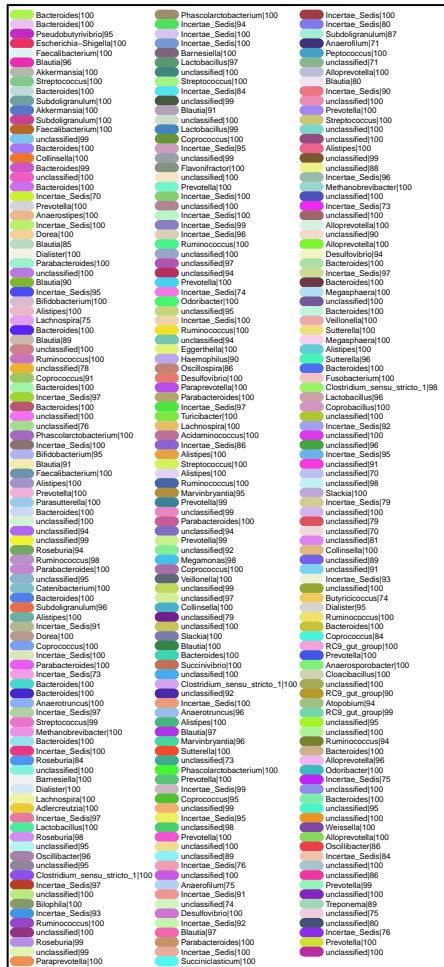 Bacteroides|100
Bacteroides|100
Pseudobutyrivibrio|95
Escherichia−Shigella|100
Faecalibacterium|100
Blautia|96
Akkermansia|100
Streptococcus|100
Bacteroides|100
Subdoligranulum|100
Akkermansia|100
Subdoligranulum|100
Faecalibacterium|100
unclassified|99
Bacteroides|100
Collinsella|100
Bacteroides|99
unclassified|100
Bacteroides|100
Incertae_Sedis|70
Prevotella|100
Anaerostipes|100
Incertae_Sedis|100
Dorea|100
Blautia|85
Dialister|100
Parabacteroides|100
unclassified|100
Blautia|90
Incertae_Sedis|95
Bifidobacterium|100
Alistipes|100
Lachnospira|75
Bacteroides|100
Blautia|89
unclassified|100
Ruminococcus|100
unclassified|78
Coprococcus|91
Bacteroides|100
Incertae_Sedis|97
Bacteroides|100
unclassified|100
unclassified|76
Phascolarctobacterium|100
Incertae_Sedis|100
Bifidobacterium|95
Blautia|91
Faecalibacterium|100
Alistipes|100
Prevotella|100
Parasutterella|100
Bacteroides|100
unclassified|100
unclassified|94
unclassified|99
Roseburia|94
Ruminococcus|98
Parabacteroides|100
unclassified|95
Catenibacterium|100
Bacteroides|100
Subdoligranulum|96
Alistipes|100
Incertae_Sedis|91
Dorea|100
Coprococcus|100
Incertae_Sedis|100
Parabacteroides|100
Incertae_Sedis|73
Bacteroides|100
Bacteroides|100
Anaerotruncus|100
Incertae_Sedis|97
Streptococcus|99
Methanobrevibacter|100
Bacteroides|100
Incertae_Sedis|100
Roseburia|84
unclassified|100
Barnesiella|100
Dialister|100
Lachnospira|100
Adlercreutzia|100
Incertae_Sedis|97
Lactobacillus|100
Roseburia|98
unclassified|95
Oscillibacter|96
unclassified|95
Clostridium_sensu_stricto_1|100
Incertae_Sedis|97
unclassified|100
Bilophila|100
Incertae_Sedis|93
Ruminococcus|100
unclassified|100
Roseburia|99
unclassified|99
Paraprevotella|100
Phascolarctobacterium|100
Incertae_Sedis|94
Incertae_Sedis|100
Incertae_Sedis|100
Barnesiella|100
Lactobacillus|97
unclassified|100
Streptococcus|100
Incertae_Sedis|84
unclassified|99
Blautia|91
unclassified|100
Lactobacillus|99
Coprococcus|100
Incertae_Sedis|95
unclassified|99
Flavonifractor|100
unclassified|100
Prevotella|100
Incertae_Sedis|100
unclassified|100
Incertae_Sedis|100
Incertae_Sedis|99
Incertae_Sedis|96
Ruminococcus|100
unclassified|100
unclassified|97
unclassified|94
Prevotella|100
Incertae_Sedis|74
Odoribacter|100
unclassified|95
Incertae_Sedis|100
Ruminococcus|100
unclassified|94
Eggerthella|100
Haemophilus|90
Oscillospira|86
Desulfovibrio|100
Paraprevotella|100
Parabacteroides|100
Incertae_Sedis|97
Turicibacter|100
Lachnospira|100
Acidaminococcus|100
Incertae_Sedis|86
Alistipes|100
Streptococcus|100
Alistipes|100
Ruminococcus|100
Marvinbryantia|95
Prevotella|99
unclassified|99
Parabacteroides|100
unclassified|94
Prevotella|99
unclassified|92
Megamonas|98
Coprococcus|100
Veillonella|100
unclassified|99
unclassified|97
Collinsella|100
unclassified|79
unclassified|100
Slackia|100
Blautia|100
Bacteroides|100
Succinivibrio|100
unclassified|100
Clostridium_sensu_stricto_1|100
unclassified|92
Incertae_Sedis|100
Anaerotruncus|96
Alistipes|100
Blautia|97
Marvinbryantia|96
Sutterella|100
unclassified|73
Phascolarctobacterium|100
Prevotella|100
Incertae_Sedis|99
Coprococcus|95
unclassified|99
unclassified|98
Prevotella|100
unclassified|100
unclassified|89
Incertae_Sedis|76
unclassified|100
Anaerofilum|75
Incertae_Sedis|91
unclassified|74
Desulfovibrio|100
Incertae_Sedis|92
Blautia|97
Parabacteroides|100
Incertae_Sedis|100
Succiniclasticum|100
Incertae_Sedis|100
Incertae_Sedis|80
Subdoligranulum|87
Anaerofilum|71
Peptococcus|100
unclassified|71
Alloprevotella|100
Blautia|80
Incertae_Sedis|90
unclassified|100
Prevotella|100
Streptococcus|100
unclassified|100
unclassified|100
Alistipes|100
unclassified|99
unclassified|88
Incertae_Sedis|96
Methanobrevibacter|100
unclassified|100
Incertae_Sedis|73
unclassified|100
Alloprevotella|100
unclassified|90
Alloprevotella|100
Desulfovibrio|94
Bacteroides|100
Incertae_Sedis|97
Bacteroides|100
Megasphaera|100
unclassified|100
Bacteroides|100
Veillonella|100
Sutterella|100
Megasphaera|100
Alistipes|100
Sutterella|96
Bacteroides|100
Fusobacterium|100
Clostridium_sensu_stricto_1|98
Lactobacillus|96
Coprobacillus|100
unclassified|100
Incertae_Sedis|92
unclassified|100
unclassified|96
Incertae_Sedis|95
unclassified|91
unclassified|70
unclassified|98
Slackia|100
Incertae_Sedis|79
unclassified|100
unclassified|79
unclassified|70
unclassified|81
Collinsella|100
unclassified|89
unclassified|91
Incertae_Sedis|93
unclassified|100
Butyricicoccus|74
Dialister|95
Ruminococcus|100
Bacteroides|100
Coprococcus|84
RC9_gut_group|100
Prevotella|100
Anaerosporobacter|100
Cloacibacillus|100
unclassified|100
RC9_gut_group|90
Atopobium|94
RC9_gut_group|99
unclassified|95
unclassified|100
Ruminococcus|94
Bacteroides|100
Alloprevotella|96
Odoribacter|100
Incertae_Sedis|75
unclassified|100
Bacteroides|100
unclassified|95
unclassified|100
Weissella|100
Alloprevotella|100
Oscillibacter|86
Incertae_Sedis|84
unclassified|100
unclassified|86
Prevotella|99
unclassified|100
Treponema|89
unclassified|75
unclassified|80
Incertae_Sedis|76
Prevotella|100
unclassified|100